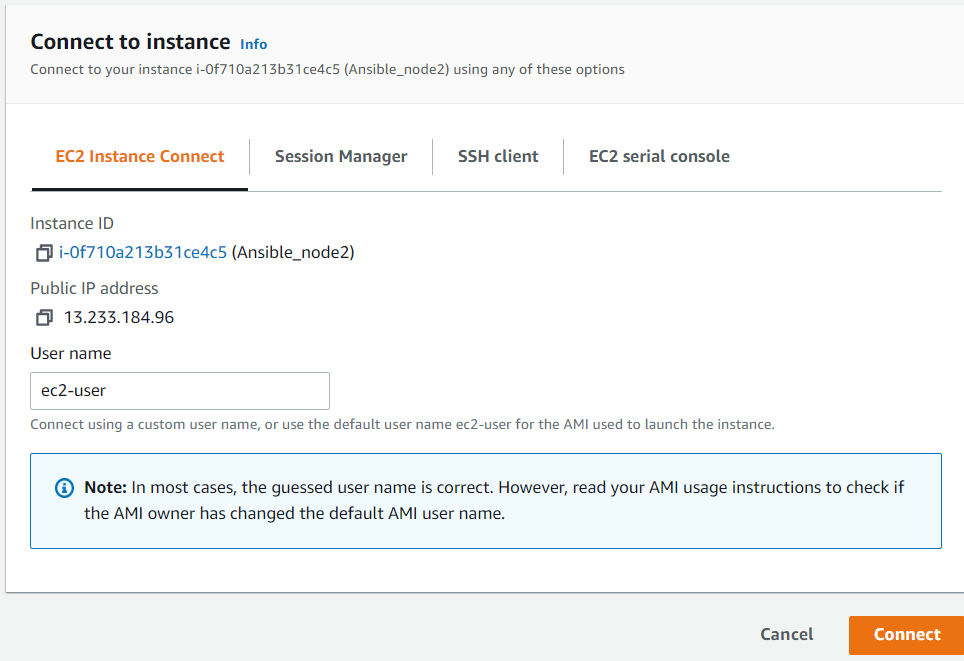 Connect to instance Info
Connect to your instance i-0f710a213b31ce4c5 (Ansible_node2) using any of these options
EC2 Instance Connect
Session Manager
SSH client
EC2 serial console
Instance ID
i-0f710a213b31ce4c5 (Ansible_node2)
Public IP address
13.233.184.96
User name
ec2-user
Connect using a custom user name, or use the default user name ec2-user for the AMI used to launch the instance.
Note: In most cases, the guessed user name is correct. However, read your AMI usage instructions to check if
the AMI owner has changed the default AMI user name.
Cancel
Connect